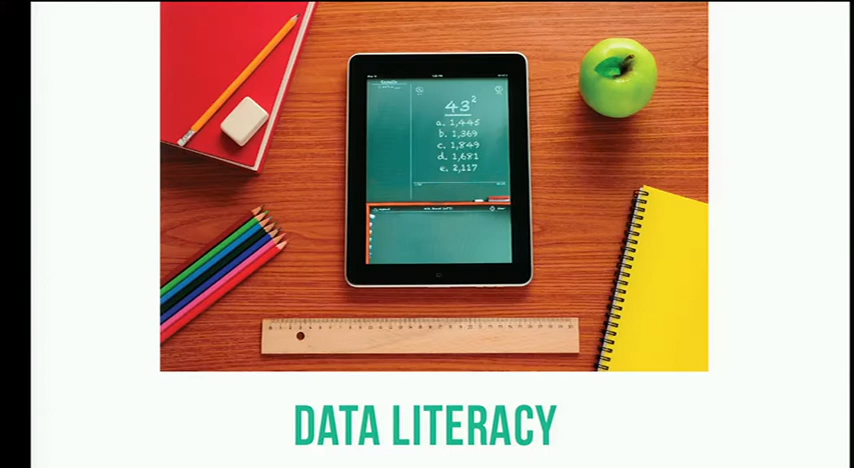 43²
a. 1,445
b. 1,369
c. 1,849
d. 1,681
e. 2,117
DATA LITERACY